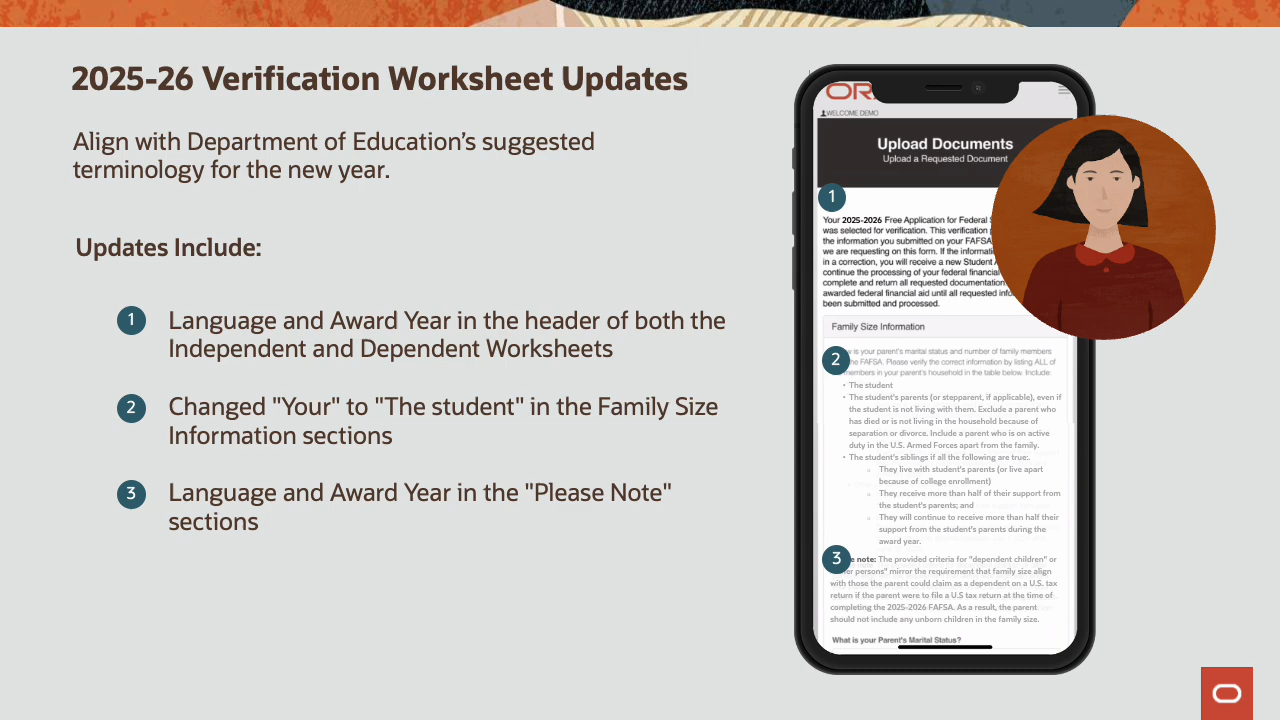 2025-26 Verification Worksheet Updates
Align with Department of Education's suggested
terminology for the new year.
Updates Include:
1
Language and Award Year in the header of both the
Independent and Dependent Worksheets
2
Changed "Your" to "The student" in the Family Size
Information sections
3
Language and Award Year in the "Please Note"
sections
WELCOME DEMO
Upload Documents
Upload a Requested Document
1
Your 2025-2026 Free Application for Federal
was selected for verification. This verification
the information you submitted on your FAFSA
we are requesting on this form. If the
in a correction, you will receive a new Student
continue the processing of your federal financial
complete and return all requested documentation
awarded federal financial aid until all requested
been submitted and processed.
Family Size Information
2
is your parent's marital status and number of family members
FAFSA. Please verify the correct information by listing ALL of
members in your parent's household in the table below. Include:
• The student
• The student's parents (or stepparent, if applicable), even if
the student is not living with them. Exclude a parent who
has died or is not living in the household because of
separation or divorce. Include a parent who is on active
duty in the U.S. Armed Forces apart from the family.
• The student's siblings if all the following are true:.
o They live with student's parents (or live apart
because of college enrollment)
o They receive more than half of their support from
the student's parents; and
o They will continue to receive more than half their
support from the student's parents during the
award year.
3
note: The provided criteria for "dependent children" or
persons" mirror the requirement that family size align
with those the parent could claim as a dependent on a U.S. tax
return if the parent were to file a U.S tax return at the time of
completing the 2025-2026 FAFSA. As a result, the parent
should not include any unborn children in the family size.
What is your Parent's Marital Status?